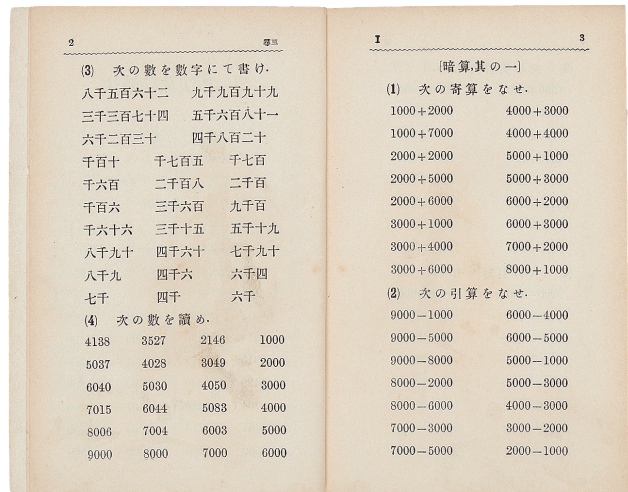 2
(3) 次の數を數字にて書け.
八千五百六十二 九千九百九十九
三千三百七十四 五千六百八十一
六千二百三十 四千八百二十
千百十 千七百五 千七百
千六百 二千百八 二千百
千百六 三千六百 九千百
千六十六 三千十五 五千十九
八千九十 四千六十 七千九十
八千九 四千六 六千四
七千 四千 六千
(4) 次の數を讀め.
4138 3527 2146 1000
5037 4028 3049 2000
6040 5030 4050 3000
7015 6044 5083 4000
8006 7004 6003 5000
9000 8000 7000 6000
I 3
[暗算,其の一]
(1) 次の寄算をなせ.
1000+2000 4000+3000
1000+7000 4000+4000
2000+2000 5000+1000
2000+5000 5000+3000
2000+6000 6000+2000
3000+1000 6000+3000
3000+4000 7000+2000
3000+6000 8000+1000
(2) 次の引算をなせ.
9000-1000 6000-4000
9000-5000 6000-5000
9000-8000 5000-1000
8000-2000 5000-3000
8000-6000 4000-3000
7000-3000 3000-2000
7000-5000 2000-1000